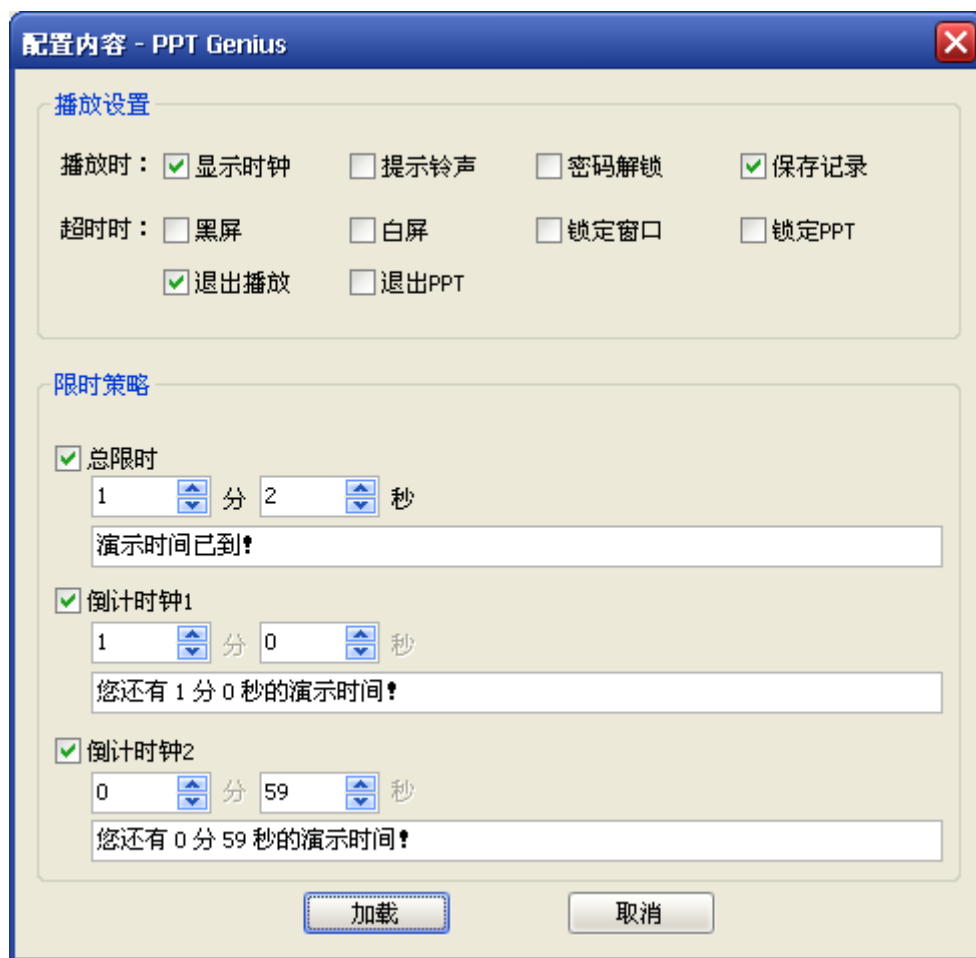 配置内容 - PPT Genius
播放设置
播放时： 显示时钟 提示铃声 密码解锁 保存记录
超时时： 黑屏 白屏 锁定窗口 锁定PPT
退出播放 退出PPT
限时策略
总限时
1 分 2 秒
演示时间已到！
倒计时钟1
1 分 0 秒
您还有 1 分 0 秒的演示时间！
倒计时钟2
0 分 59 秒
您还有 0 分 59 秒的演示时间！
加载 取消